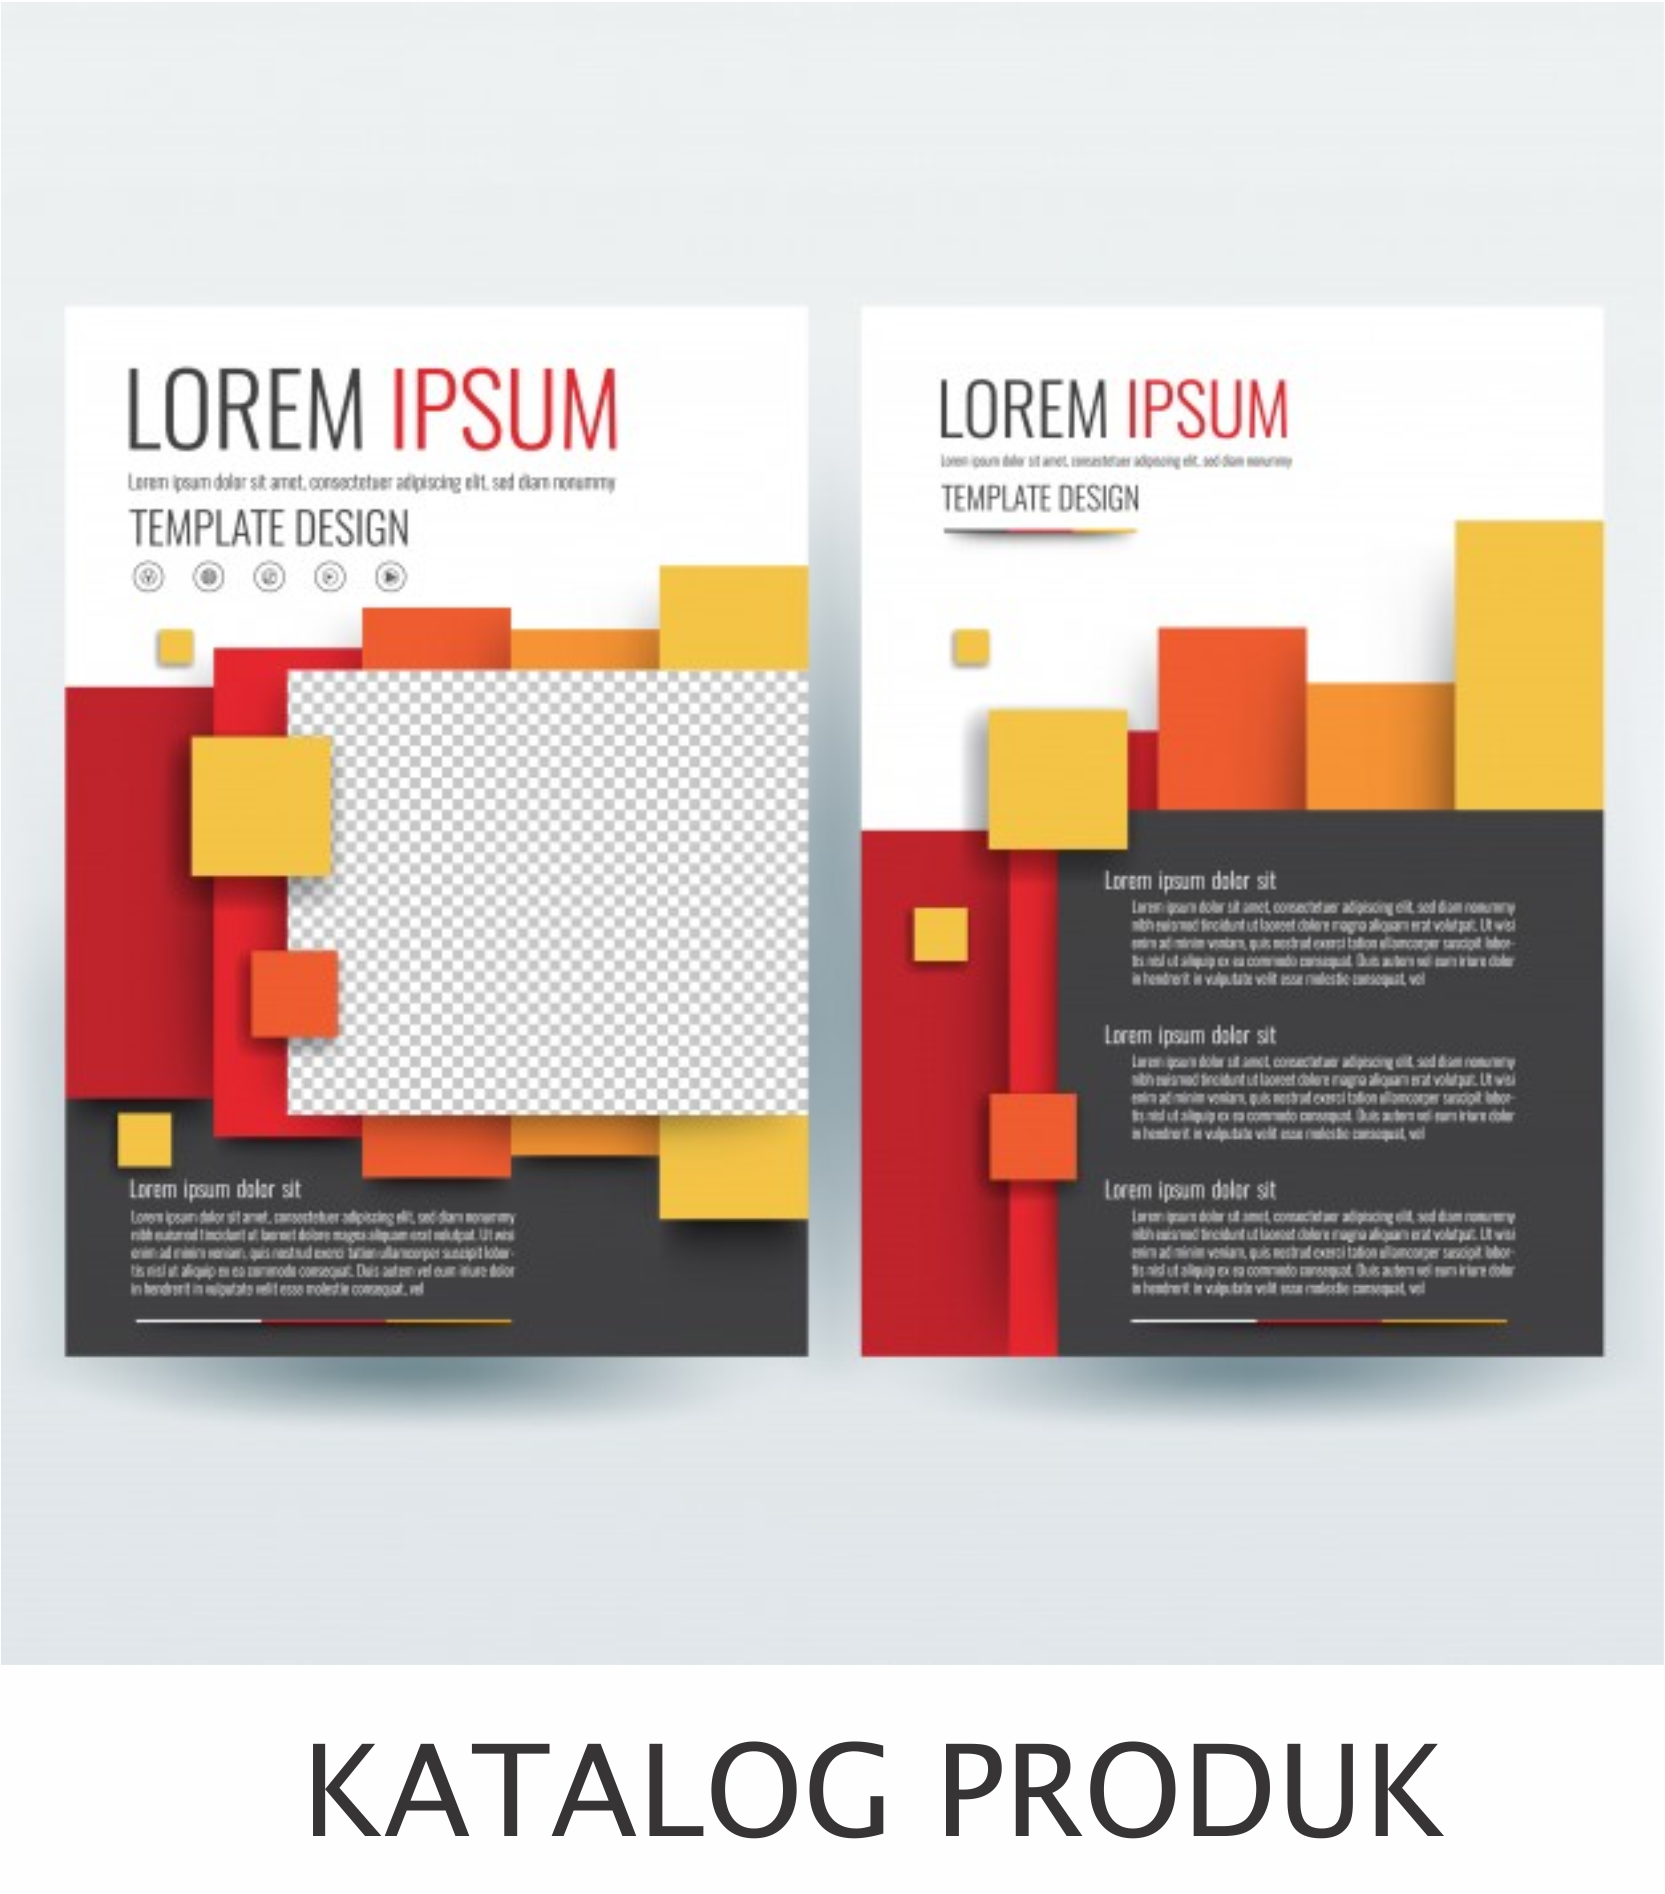 LOREM IPSUM
Lorem ipsum dolor sit amet, consectetuer adipiscing elit, sed diam nonummy
TEMPLATE DESIGN
Lorem ipsum dolor sit
Lorem ipsum dolor sit amet, consectetuer adipiscing elit, sed diam nonummy
nibh euismod tincidunt ut laoreet dolore magna aliquam erat volutpat. Ut wisi
enim ad minim veniam, quis nostrud exerci tation ullamcorper suscipit lobor-
tis nisl ut aliquip ex ea commodo consequat. Duis autem vel eum iriure dolor
in hendrerit in vulputate velit esse molestie consequat, vel
LOREM IPSUM
Lorem ipsum dolor sit amet, consectetuer adipiscing elit, sed diam nonummy
TEMPLATE DESIGN
Lorem ipsum dolor sit
Lorem ipsum dolor sit amet, consectetuer adipiscing elit, sed diam nonummy
nibh euismod tincidunt ut laoreet dolore magna aliquam erat volutpat. Ut wisi
enim ad minim veniam, quis nostrud exerci tation ullamcorper suscipit lobor-
tis nisl ut aliquip ex ea commodo consequat. Duis autem vel eum iriure dolor
in hendrerit in vulputate velit esse molestie consequat, vel
Lorem ipsum dolor sit
Lorem ipsum dolor sit amet, consectetuer adipiscing elit, sed diam nonummy
nibh euismod tincidunt ut laoreet dolore magna aliquam erat volutpat. Ut wisi
enim ad minim veniam, quis nostrud exerci tation ullamcorper suscipit lobor-
tis nisl ut aliquip ex ea commodo consequat. Duis autem vel eum iriure dolor
in hendrerit in vulputate velit esse molestie consequat, vel
Lorem ipsum dolor sit
Lorem ipsum dolor sit amet, consectetuer adipiscing elit, sed diam nonummy
nibh euismod tincidunt ut laoreet dolore magna aliquam erat volutpat. Ut wisi
enim ad minim veniam, quis nostrud exerci tation ullamcorper suscipit lobor-
tis nisl ut aliquip ex ea commodo consequat. Duis autem vel eum iriure dolor
in hendrerit in vulputate velit esse molestie consequat, vel
KATALOG PRODUK